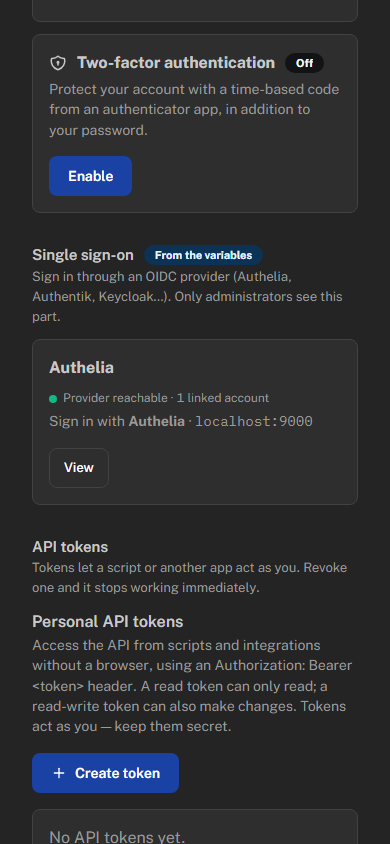 Two-factor authentication Off
Protect your account with a time-based code
from an authenticator app, in addition to
your password.
Enable
Single sign-on From the variables
Sign in through an OIDC provider (Authelia,
Authentik, Keycloak…). Only administrators see this
part.
Authelia
Provider reachable · 1 linked account
Sign in with Authelia · localhost:9000
View
API tokens
Tokens let a script or another app act as you. Revoke
one and it stops working immediately.
Personal API tokens
Access the API from scripts and integrations
without a browser, using an Authorization: Bearer
<token> header. A read token can only read; a
read-write token can also make changes. Tokens
act as you — keep them secret.
+ Create token
No API tokens yet.